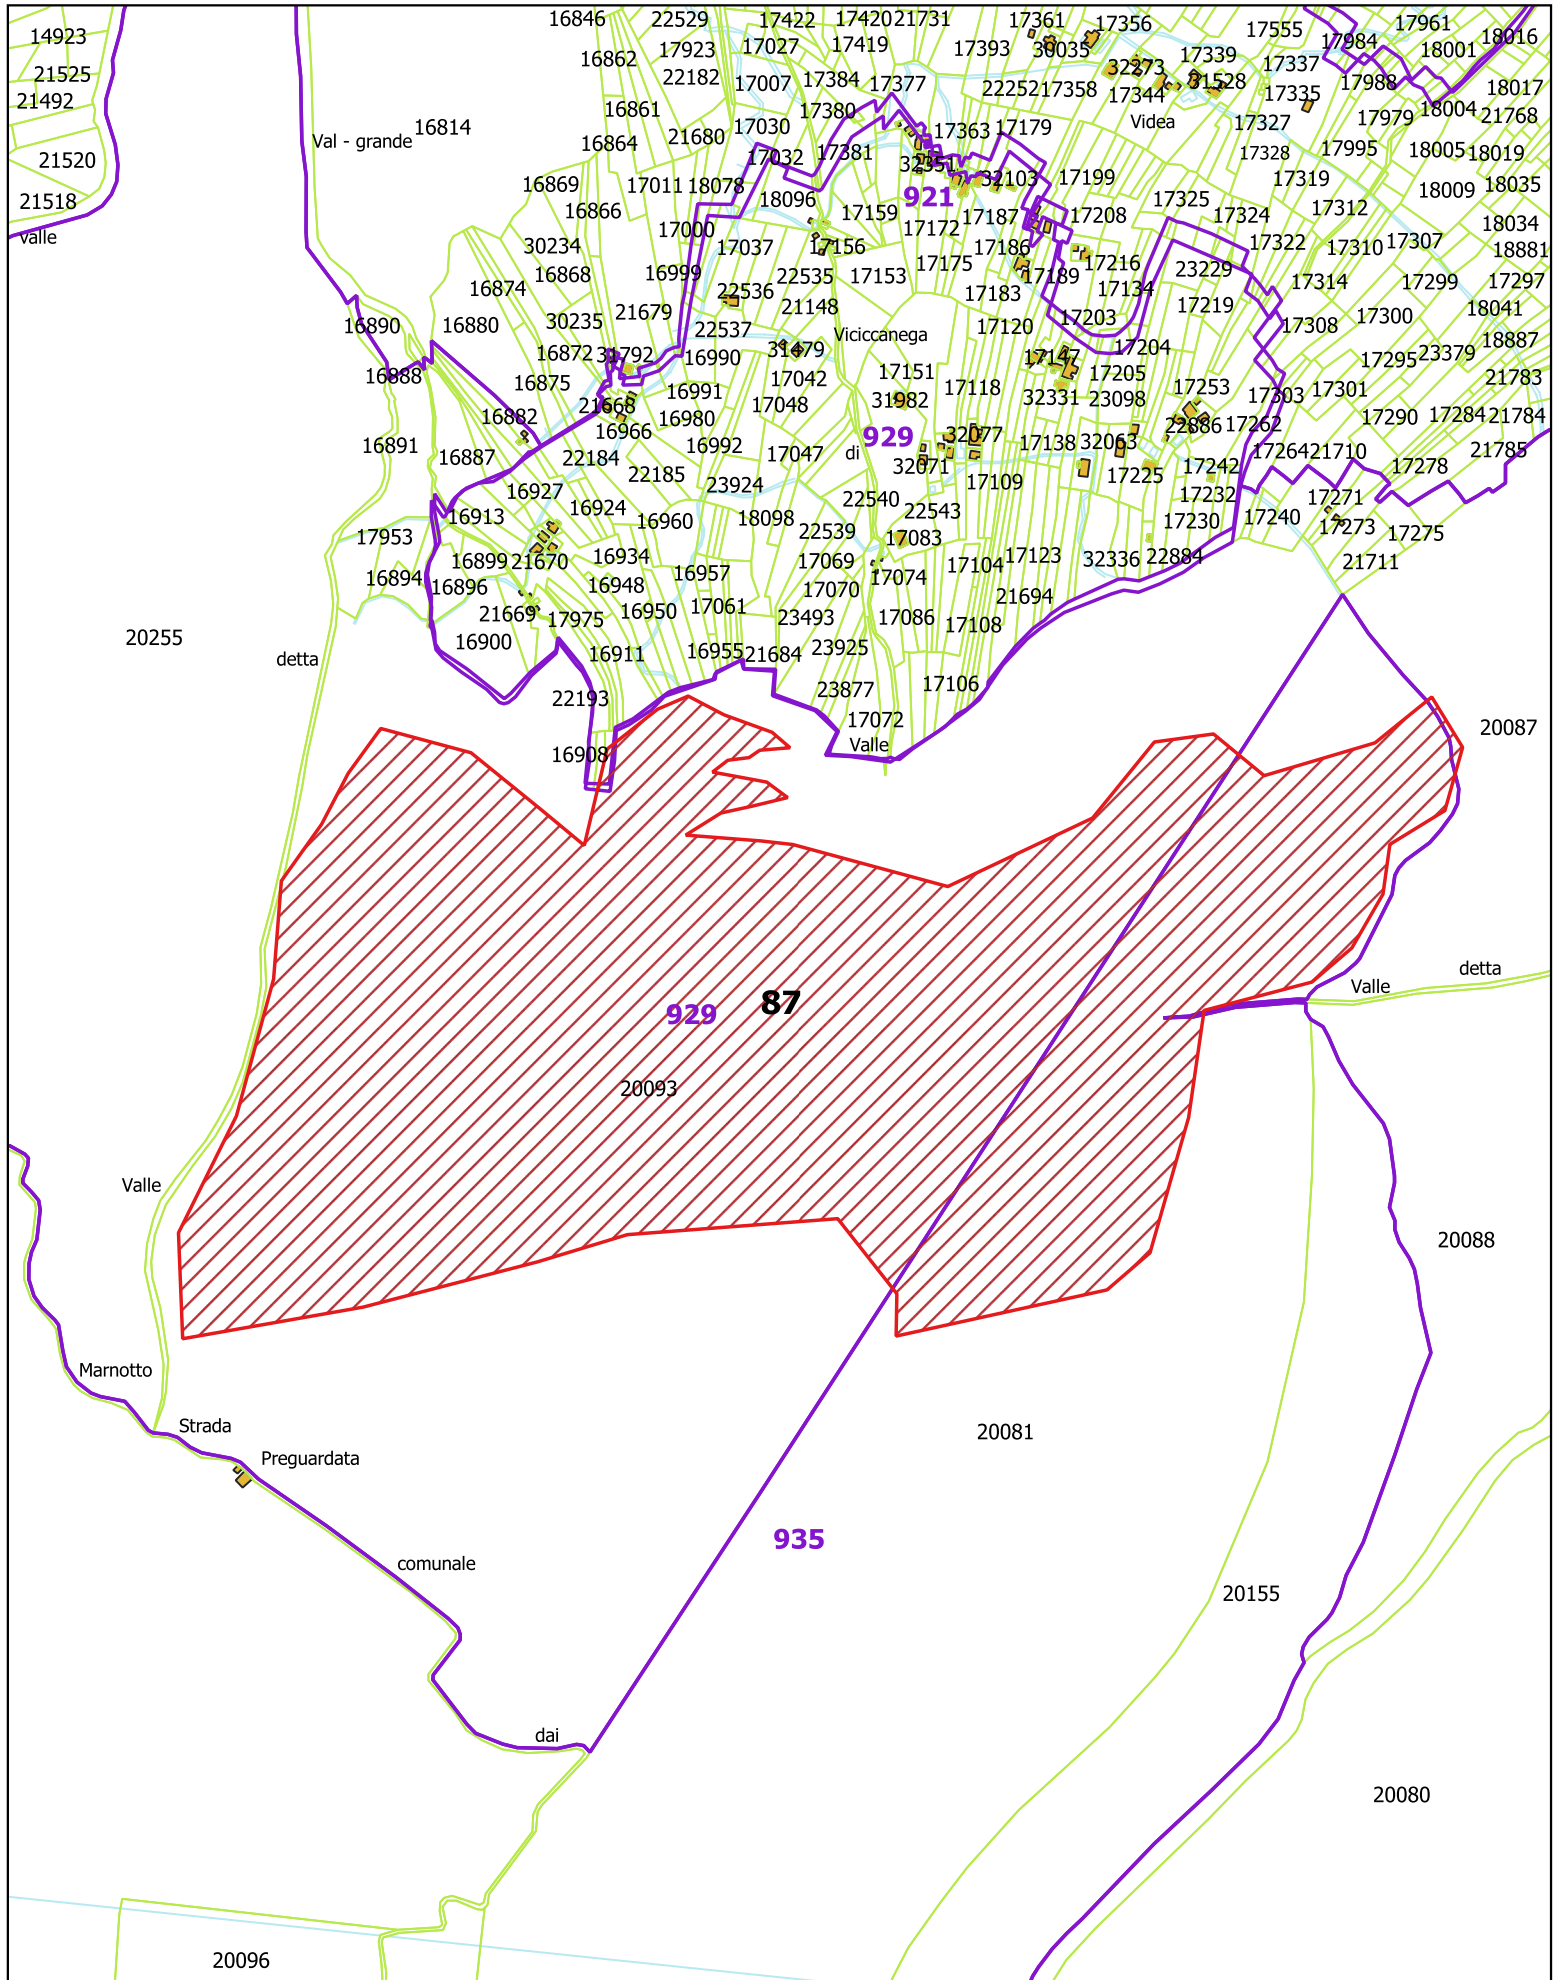 16846 22529 17422 17420 21731 17361 17356 17555 17961 18016
14923 17923 17027 17419 17393 30035 17339 17984 18001
16862 22182 17007 17384 17377 22252 17358 32273 31528 17337 17988 18017
21525 17344 17335
21492 16861 17380 18004 21768
Val - grande 16814 21680 17030 17363 17179 Videa 17327 17979
16864 17032 17381 32351 17328 17995 18005 18019
21520
16869 17011 18078 32103 17199 17319 18009 18035
21518 16866 18096 17159 921 17187 17208 17325 17324 17312 18034
valle 30234 17000 17037 17156 17172 17186 17322 17310 17307 18881
16868 16999 22535 17153 17175 17189 17216 23229 17314 17299 17297
16874 22536 21148 17183 17134 17219 18041
16890 16880 30235 21679 22537 Viciccanega 17120 17203 17308 17300 18887
16872 31792 16990 31479 17147 17204 17295 23379
16888 16875 16991 17042 17151 17118 17205 17253 17303 17301 21783
16882 21668 16980 17048 31982 32331 23098 17290 17284 21784
16891 16966 16992 929 32077 17138 32063 22886 17262
16887 22184 22185 17047 di 32071 17225 17242 17264 21710 17278 21785
16927 16924 23924 22540 17109 17232 17271
16913 16960 18098 22543 17230 17240 17273 17275
17953 22539 17083
16899 21670 16934 17069 17104 17123 32336 22884 21711
16894 16896 16948 16957 17070 17074 21694
21669 17975 16950 17061 23493 17086 17108
20255 detta 16900 16911 16955 21684 23925
22193 23877 17106
17072 20087
16908 Valle
detta
Valle
929 87
20093
Valle
20088
Marnotto
Strada 20081
Preguardata
935
comunale
20155
dai
20080
20096